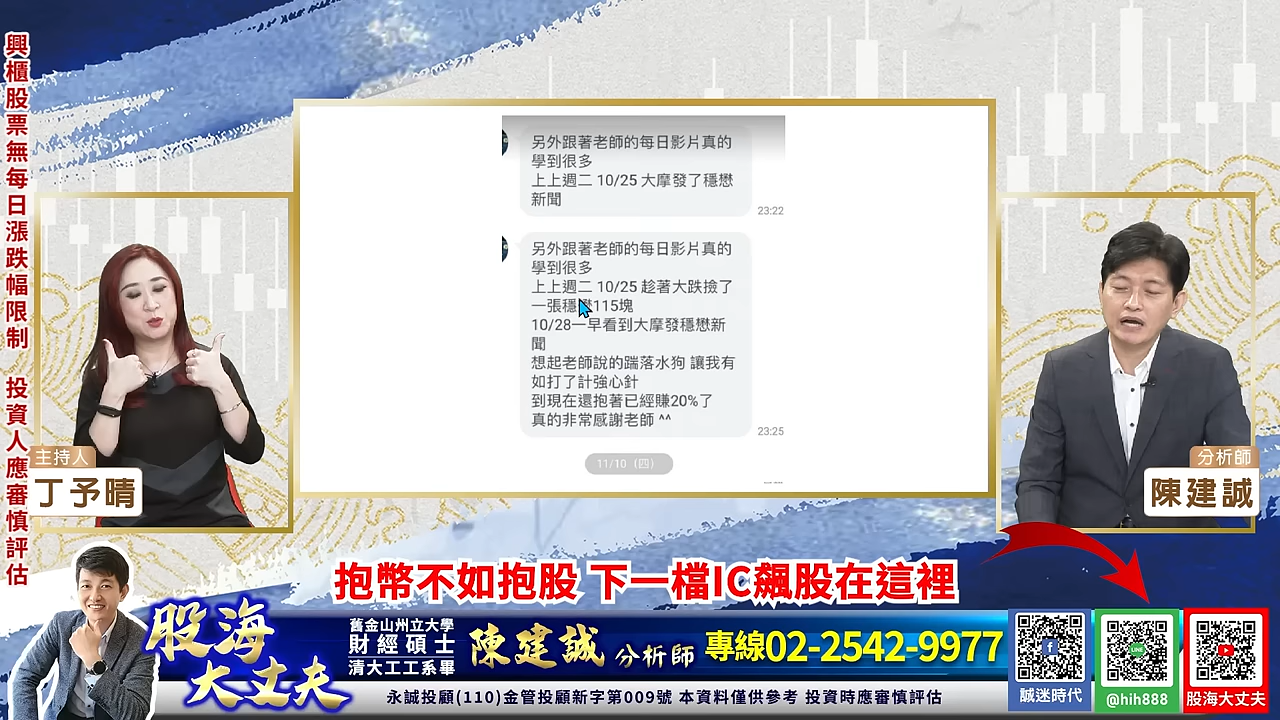 興櫃股票無每日漲跌幅限制 投資人應審慎評估
另外跟著老師的每日影片真的
學到很多
上上週二 10/25 大摩發了穩懋
新聞
23:22
另外跟著老師的每日影片真的
學到很多
上上週二 10/25 趁著大跌撿了
一張穩懋115塊
10/28一早看到大摩發穩懋新
聞
想起老師說的踹落水狗 讓我有
如打了計強心針
到現在還抱著已經賺20%了
真的非常感謝老師 ^^
23:25
11/10（四）
主持人
丁予晴
分析師
陳建誠
抱幣不如抱股 下一檔IC飆股在這裡
股海
大丈夫
舊金山州立大學
財經碩士
清大工工系畢
陳建誠 分析師
專線02-2542-9977
永誠投顧(110)金管投顧新字第009號 本資料僅供參考 投資時應審慎評估
誠迷時代
LINE
@hih888
股海大丈夫